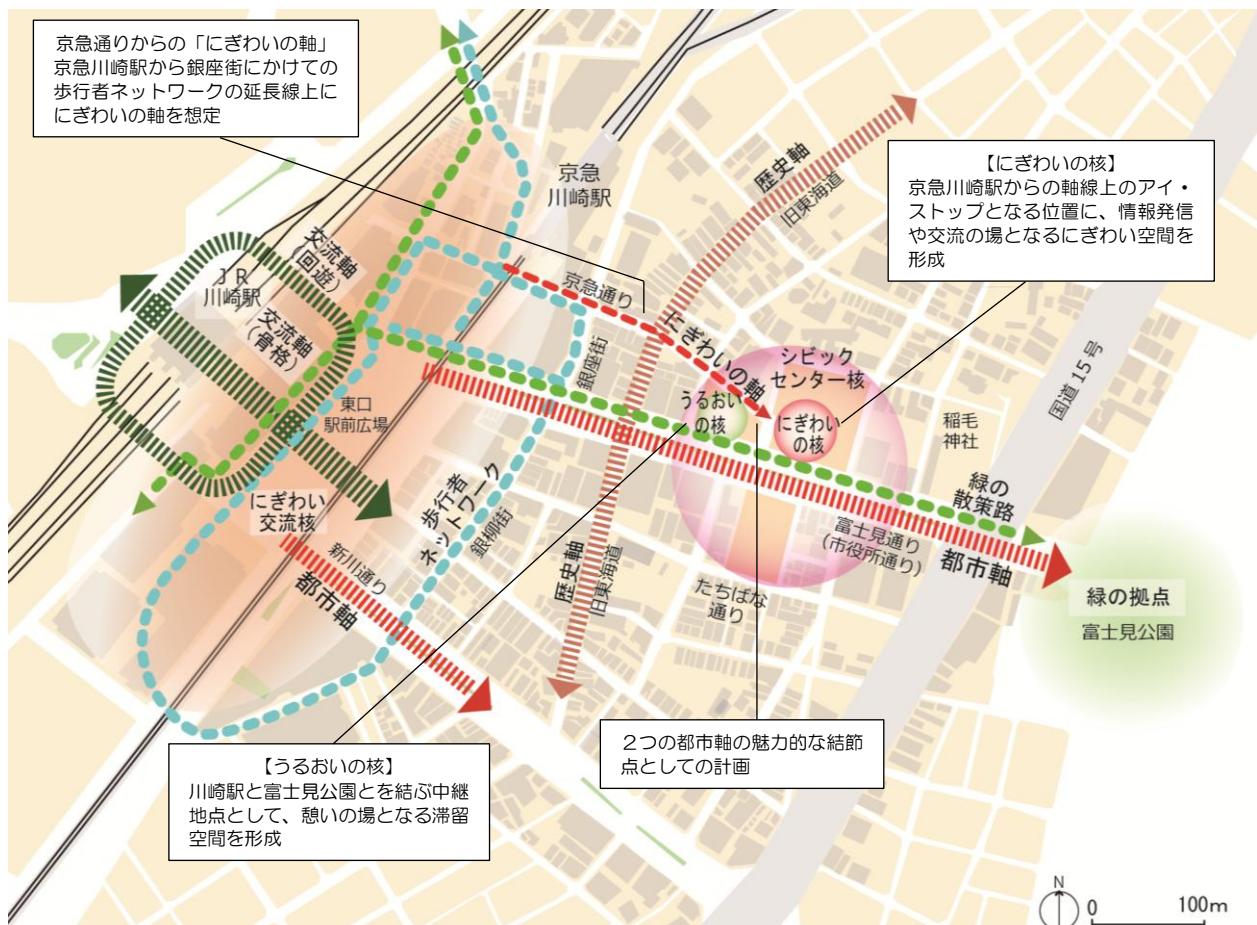 京急通りからの「にぎわいの軸」
京急川崎駅から銀座街にかけての
歩行者ネットワークの延長線上に
にぎわいの軸を想定
【にぎわいの核】
京急川崎駅からの軸線上のアイ・
ストップとなる位置に、情報発信
や交流の場となるにぎわい空間を
形成
京急
川崎駅
歴史軸
旧東海道
交流軸
(回遊)
JR
川崎駅
交流軸
(骨格)
京急通り
にぎわいの軸
銀座街
シビック
センター核
うるおい
の核
にぎわい
の核
国道15号
稲毛
神社
東口
駅前広場
にぎわい
交流核
歩行者
ネットワーク
銀柳街
新川通り
都市軸
歴史軸
旧東海道
緑の
散策路
富士見通り
(市役所通り)
都市軸
たちばな
通り
緑の拠点
富士見公園
【うるおいの核】
川崎駅と富士見公園とを結ぶ中継
地点として、憩いの場となる滞留
空間を形成
2つの都市軸の魅力的な結節
点としての計画
N
0 100m